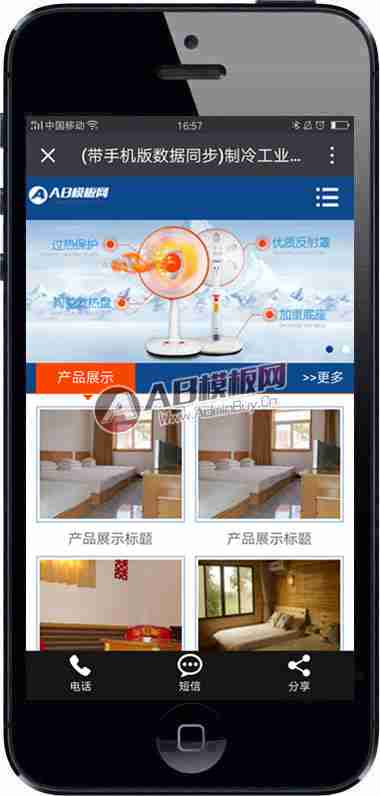 中国移动
16:57
(带手机版数据同步)制冷工业...
AB模板网
过热保护
优质反射罩
陶瓷发热盘
加重底座
产品展示
>>更多
AB模板网
www.AdminBuy.Cn
产品展示标题
产品展示标题
电话
短信
分享